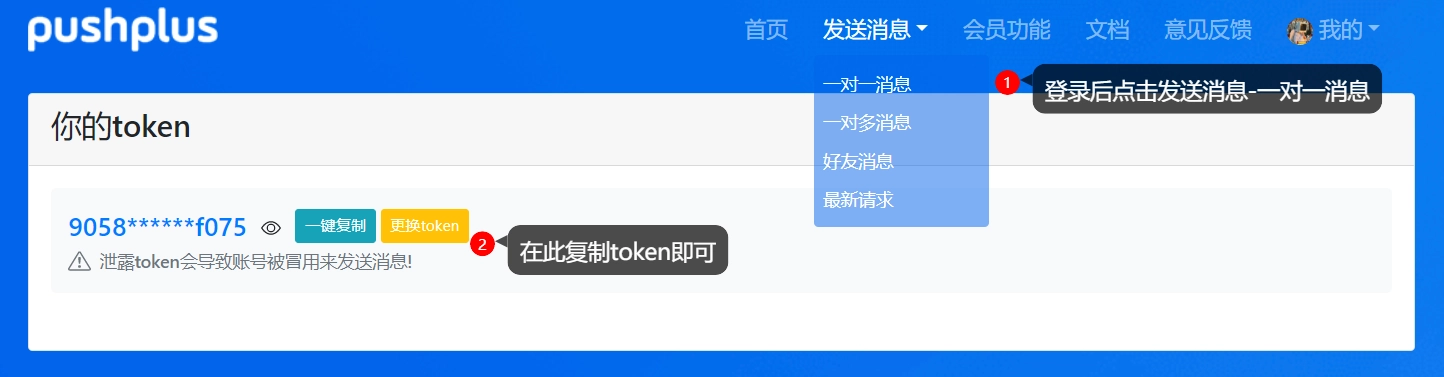 pushplus
首页 发送消息 会员功能 文档 意见反馈 我的
一对一消息
1 登录后点击发送消息-一对一消息
你的token
一对多消息
好友消息
最新请求
9058******f075 一键复制 更换token
2 在此复制token即可
泄露token会导致账号被冒用来发送消息!